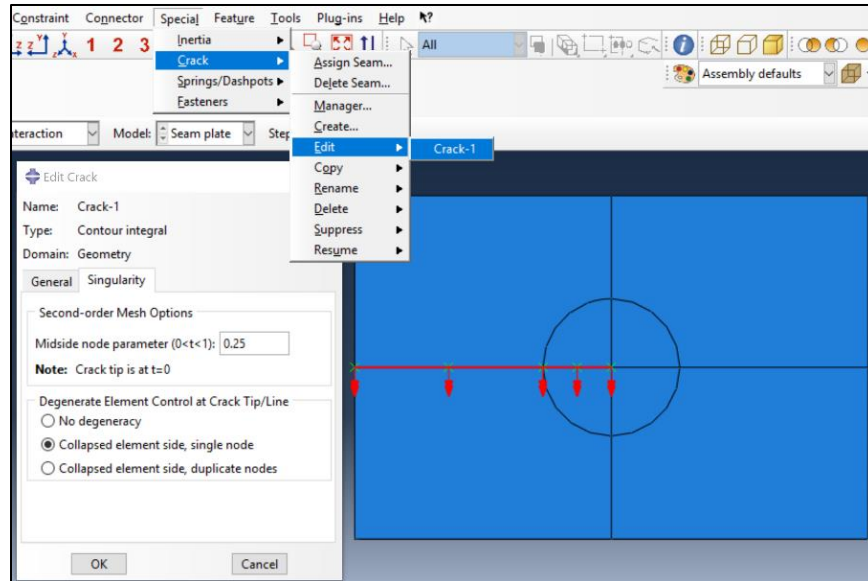 Constraint Connector Special Feature Tools Plug-ins Help
1 2 3 Inertia All
Crack Assign Seam...
Springs/Dashpots Delete Seam... Assembly defaults
Fasteners Manager...
Create...
Model: Seam plate
Edit Crack-1
Copy
Rename
Delete
Suppress
Resume
Edit Crack
Name: Crack-1
Type: Contour integral
Domain: Geometry
General Singularity
Second-order Mesh Options
Midside node parameter (0<t<1): 0.25
Note: Crack tip is at t=0
Degenerate Element Control at Crack Tip/Line
No degeneracy
Collapsed element side, single node
Collapsed element side, duplicate nodes
OK Cancel